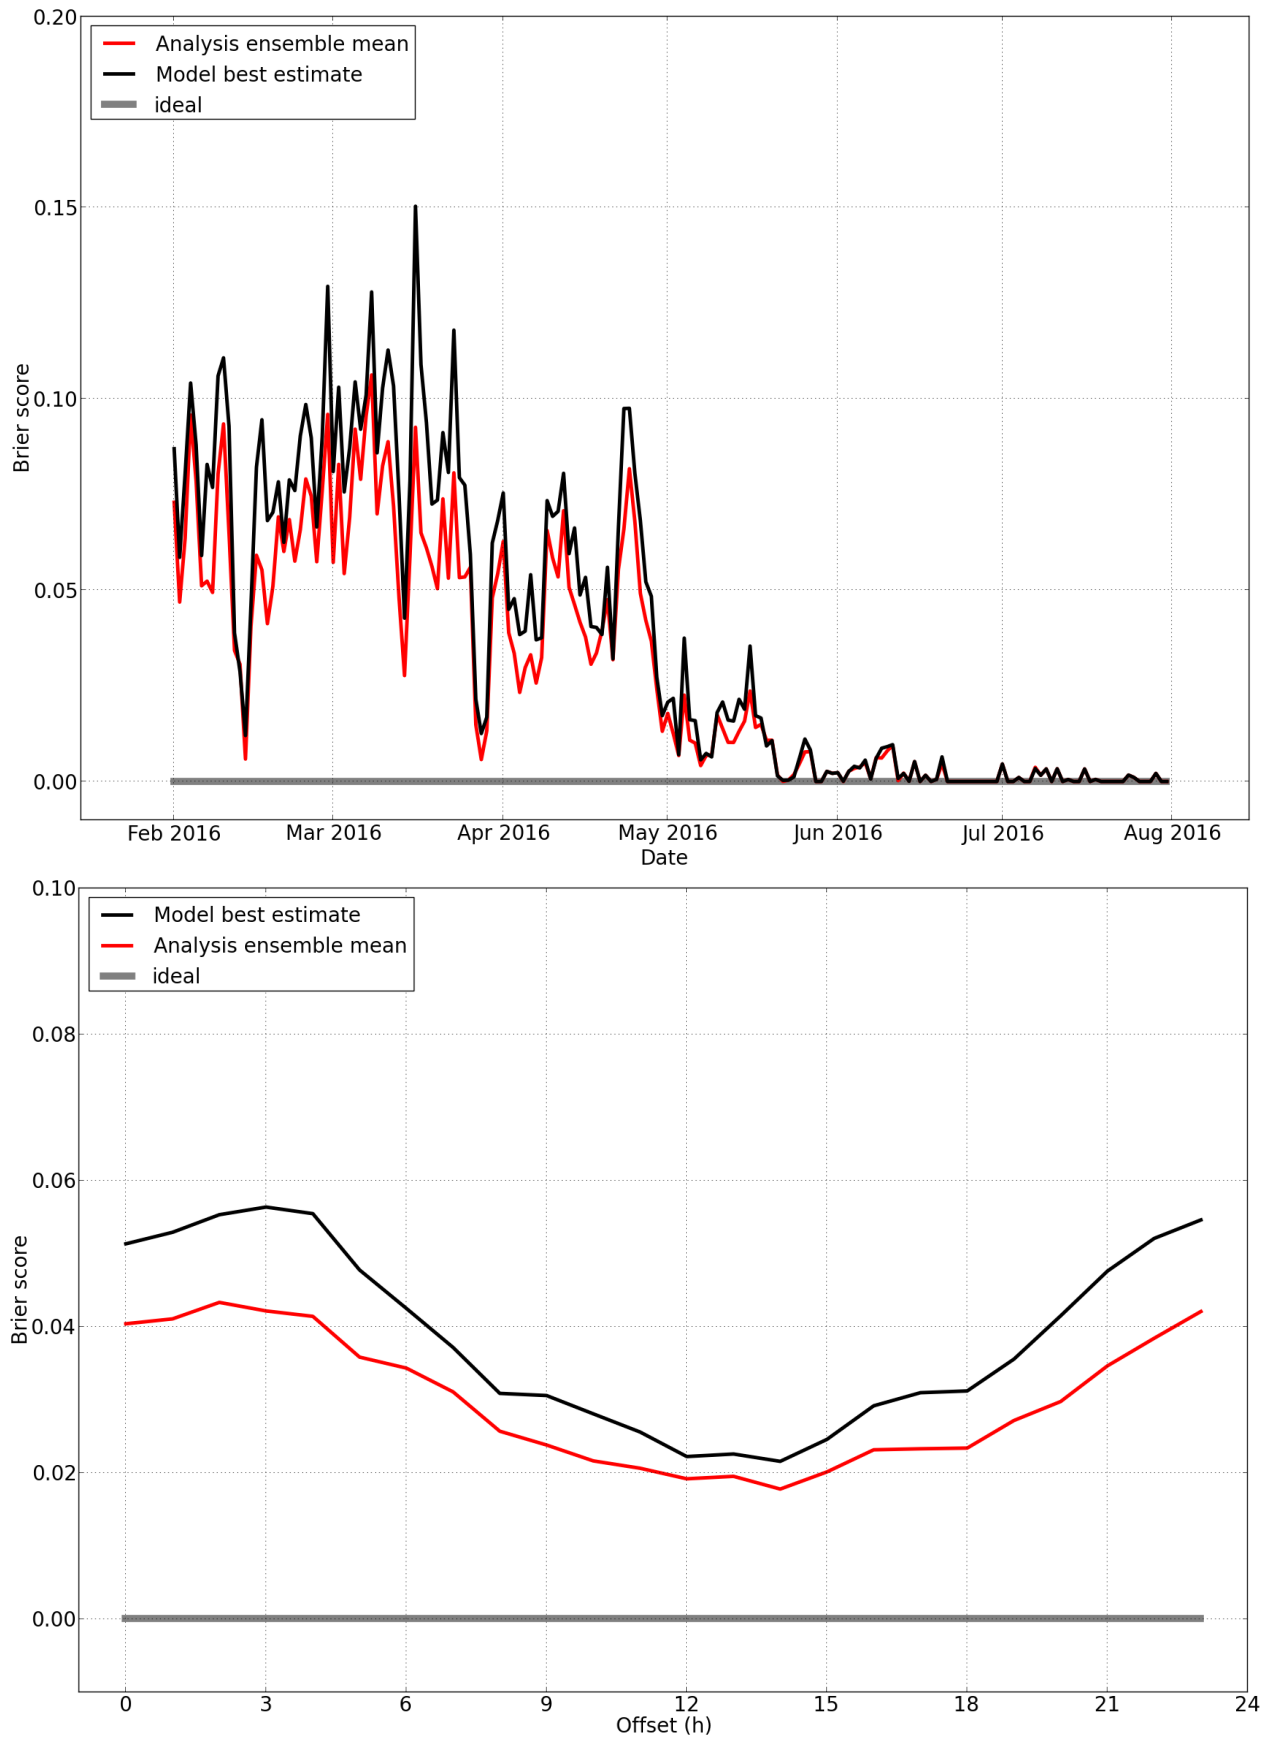 0.20
Analysis ensemble mean
Model best estimate
ideal
0.15
0.10
0.05
0.00
Brier score
Feb 2016 Mar 2016 Apr 2016 May 2016 Jun 2016 Jul 2016 Aug 2016
Date
0.10
Model best estimate
Analysis ensemble mean
ideal
0.08
0.06
0.04
0.02
0.00
Brier score
0 3 6 9 12 15 18 21 24
Offset (h)